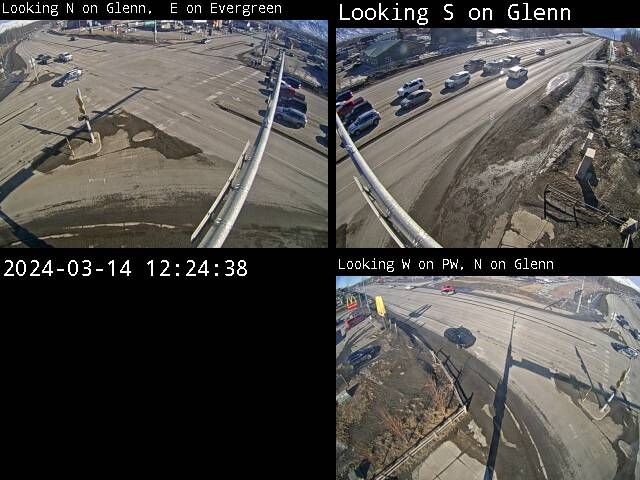 Looking N on Glenn,  E on Evergreen
Looking S on Glenn
2024-03-14 12:24:38
Looking W on PW, N on Glenn